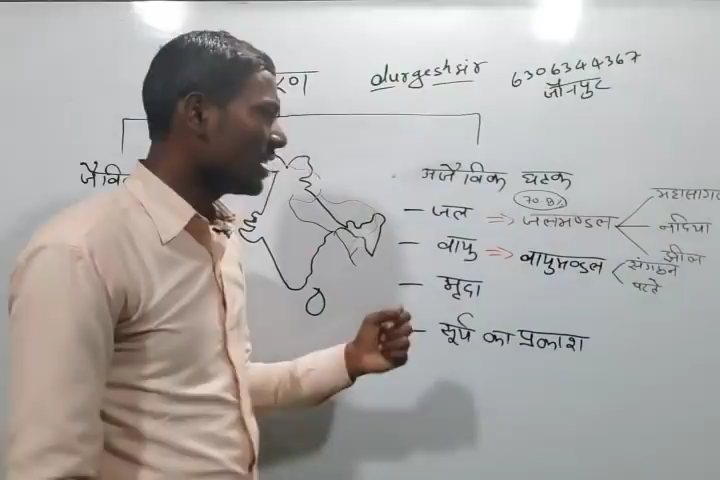 रण durgesh sir 6306344367
जौनपुर
जैवि अजैविक घटक
70.8%
महासागर
– जल ⇒ जलमण्डल नदिया
झील
– वायु ⇒ वायुमण्डल संगठन
परते
– मृदा
– सूर्य का प्रकाश